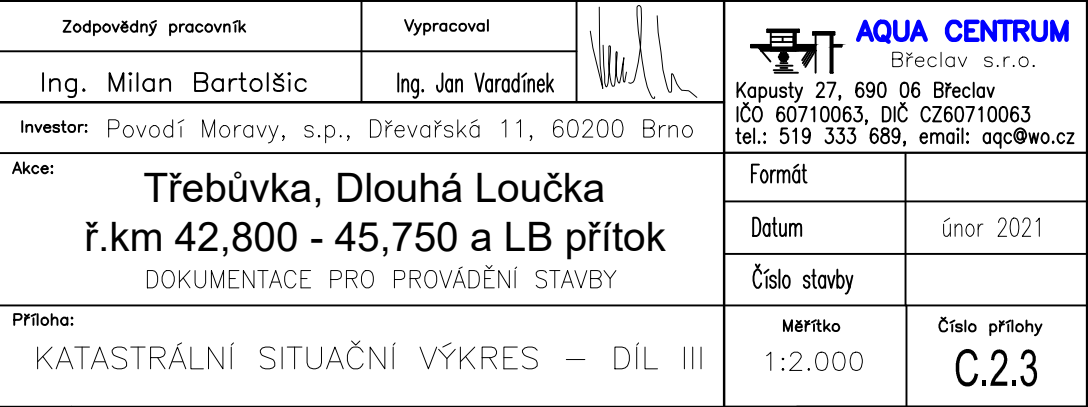 Zodpovědný pracovník
Vypracoval
Ing. Milan Bartolšic
Ing. Jan Varadínek
AQUA CENTRUM
Břeclav s.r.o.
Kapusty 27, 690 06 Břeclav
IČO 60710063, DIČ CZ60710063
tel.: 519 333 689, email: aqc@wo.cz
Investor: Povodí Moravy, s.p., Dřevařská 11, 60200 Brno
Akce:
Třebůvka, Dlouhá Loučka
ř.km 42,800 - 45,750 a LB přítok
DOKUMENTACE PRO PROVÁDĚNÍ STAVBY
Formát
Datum
únor 2021
Číslo stavby
Příloha:
KATASTRÁLNÍ SITUAČNÍ VÝKRES – DÍL III
Měřítko
1:2.000
Číslo přílohy
C.2.3